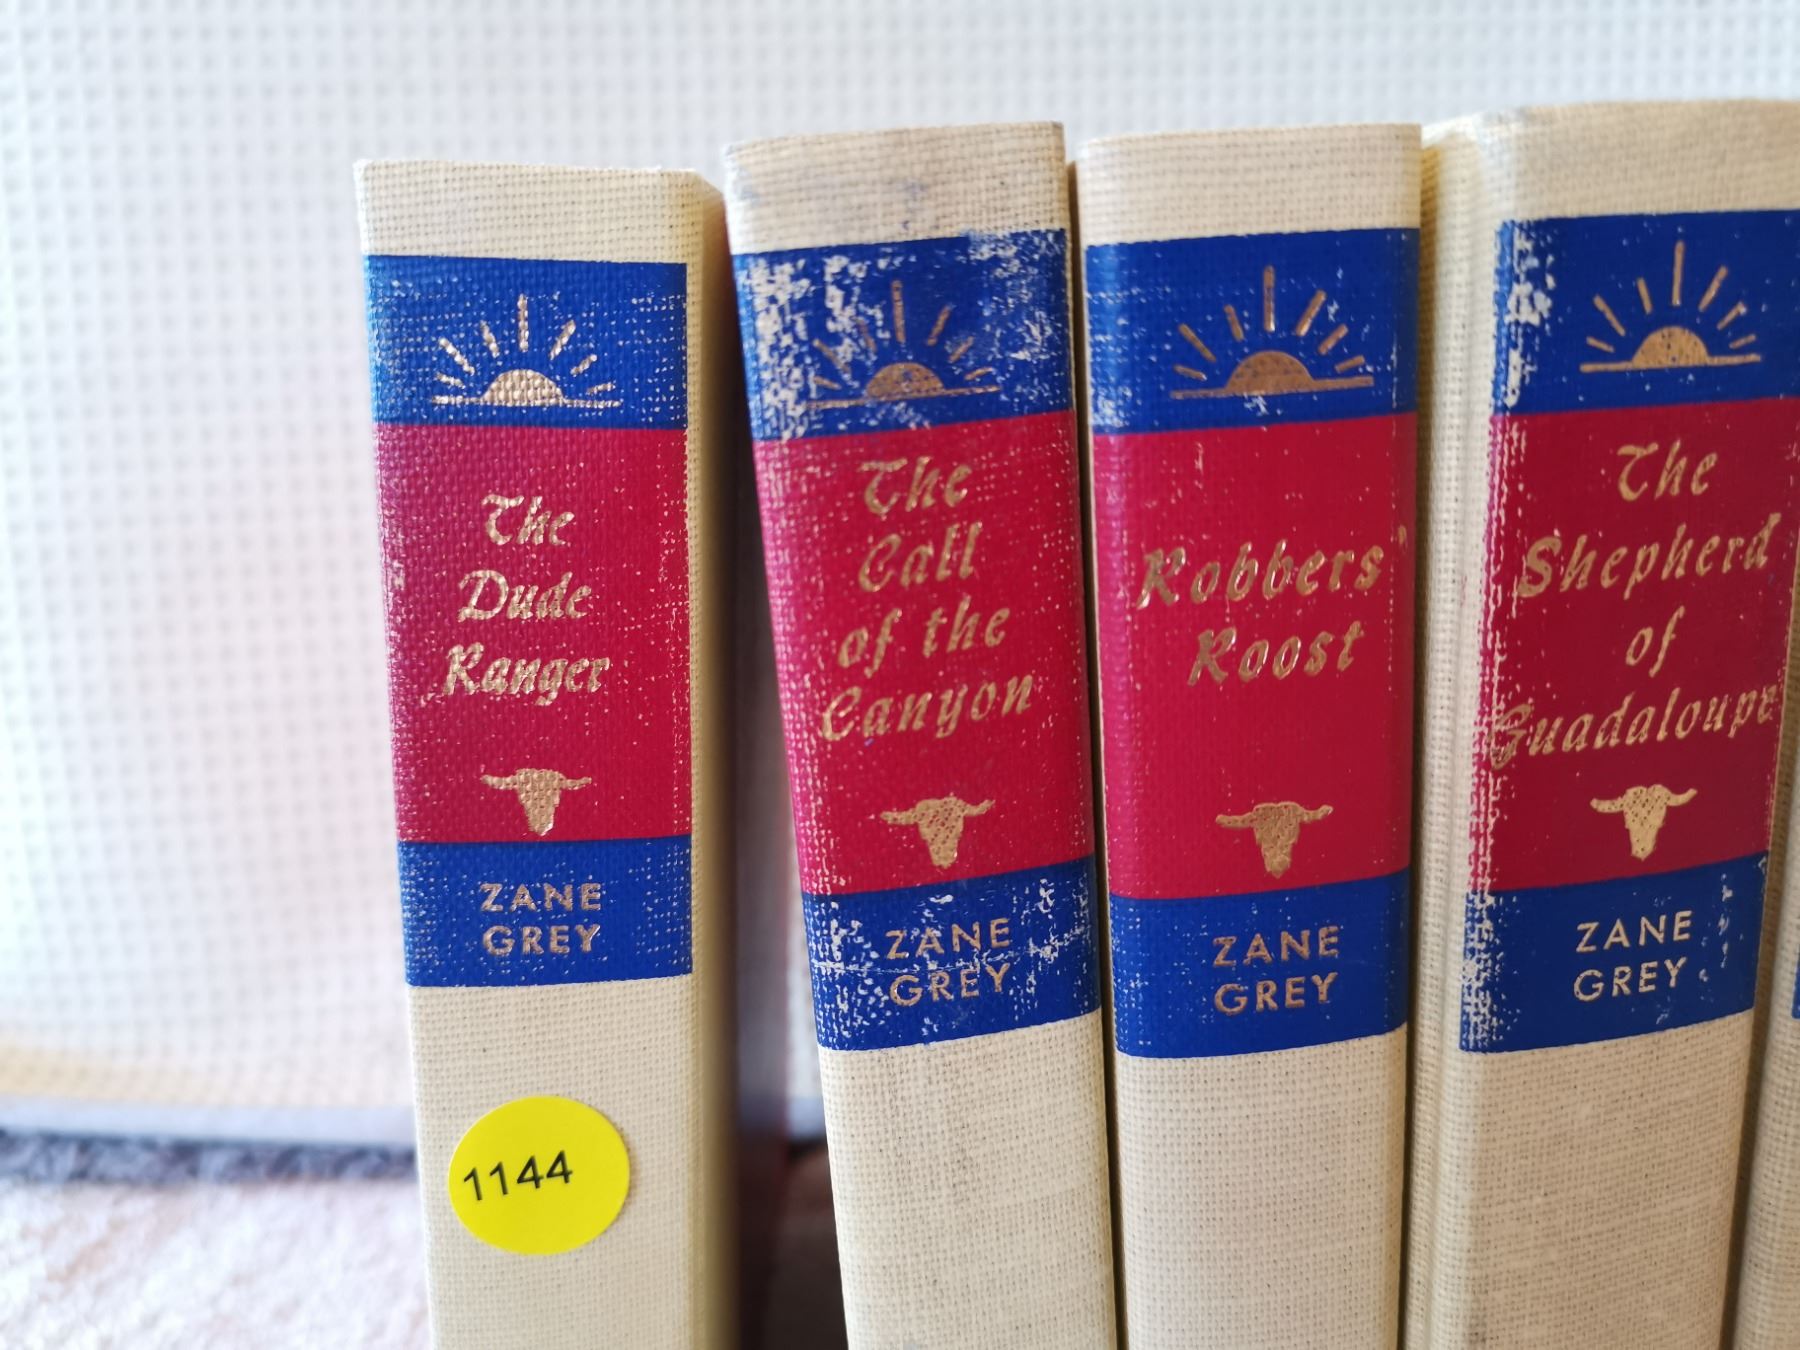 The
Dude
Ranger
ZANE
GREY
1144
The
Call
of the
Canyon
ZANE
GREY
Robbers'
Roost
ZANE
GREY
The
Shepherd
of
Guadaloupe
ZANE
GREY